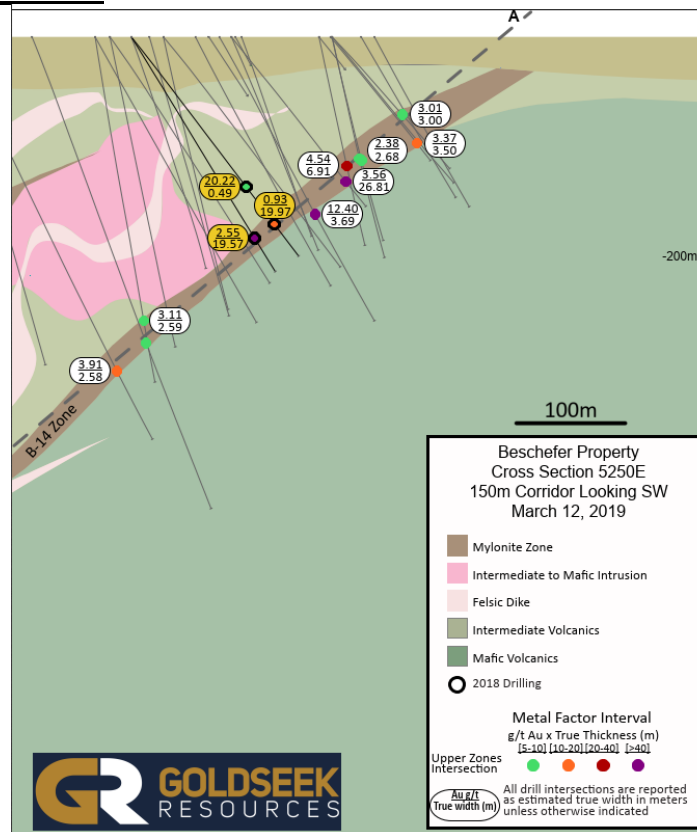 A
3.01
3.00
3.37
3.50
2.38
2.68
4.54
6.91
3.56
26.81
20.22
0.49
0.93
19.97
12.40
3.69
2.55
19.57
-200m
3.11
2.59
3.91
2.58
B-14 Zone
100m
Beschefer Property
Cross Section 5250E
150m Corridor Looking SW
March 12, 2019
Mylonite Zone
Intermediate to Mafic Intrusion
Felsic Dike
Intermediate Volcanics
Mafic Volcanics
2018 Drilling
Metal Factor Interval
g/t Au x True Thickness (m)
[5-10] [10-20] [20-40] [>40]
Upper Zones
Intersection
Au g/t
True width (m)
All drill intersections are reported
as estimated true width in meters
unless otherwise indicated
GR
GOLDSEEK
RESOURCES